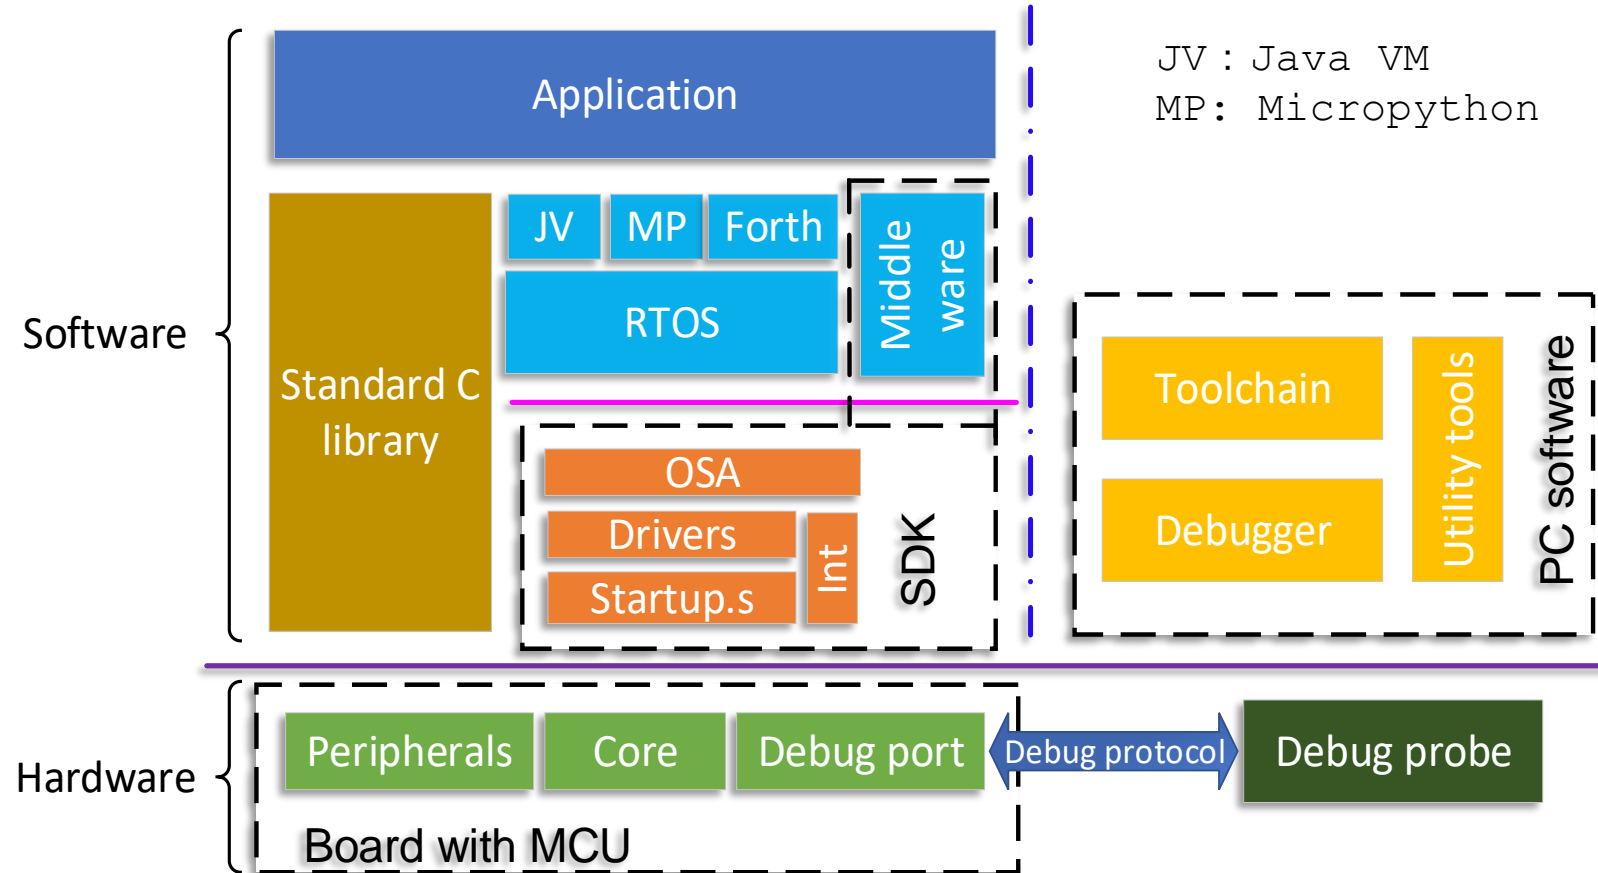 Application
JV : Java VM
MP: Micropython
Software
Standard C
library
JV
MP
Forth
RTOS
Middle
ware
OSA
Drivers
Startup.s
Int
SDK
Toolchain
Debugger
Utility tools
PC software
Hardware
Peripherals
Core
Debug port
Debug protocol
Debug probe
Board with MCU